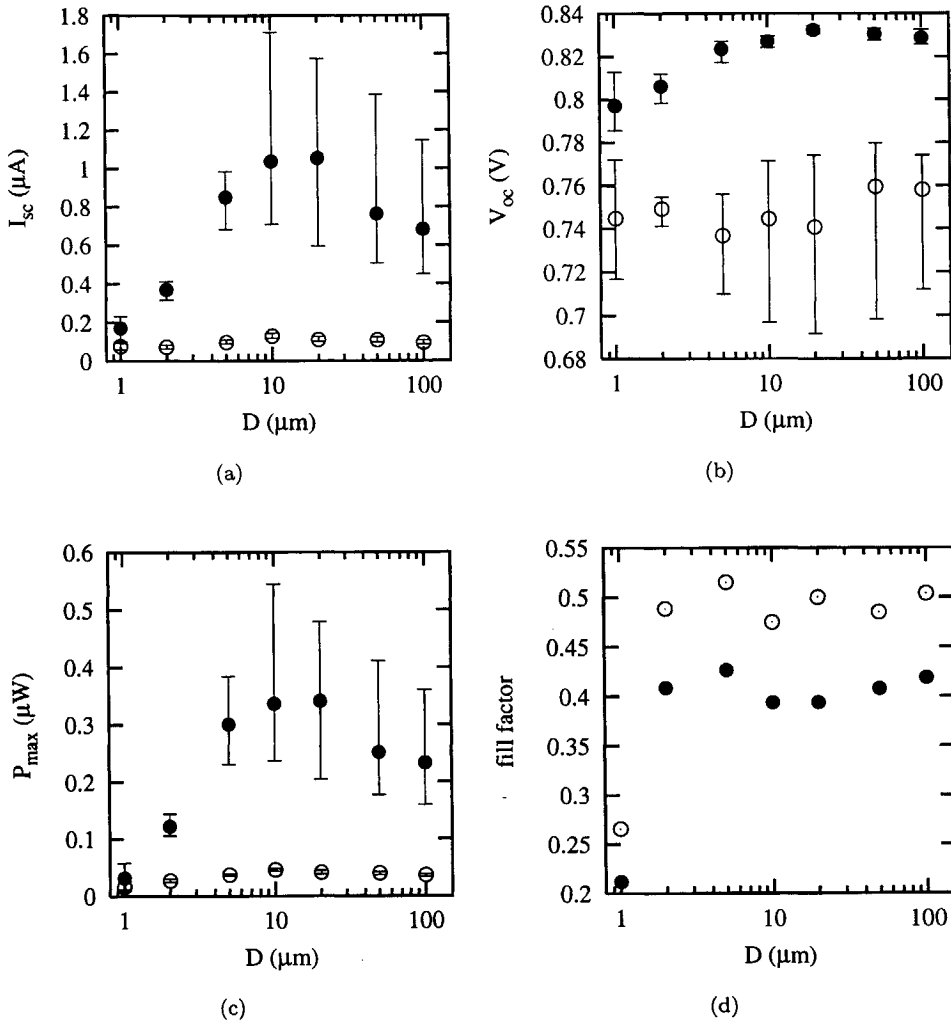 1.8
1.6
1.4
1.2
1
0.8
0.6
0.4
0.2
0
I_sc (μA)
1 10 100
D (μm)
(a)
0.84
0.82
0.8
0.78
0.76
0.74
0.72
0.7
0.68
V_oc (V)
1 10 100
D (μm)
(b)
0.6
0.5
0.4
0.3
0.2
0.1
0
P_max (μW)
1 10 100
D (μm)
(c)
0.55
0.5
0.45
0.4
0.35
0.3
0.25
0.2
fill factor
1 10 100
D (μm)
(d)